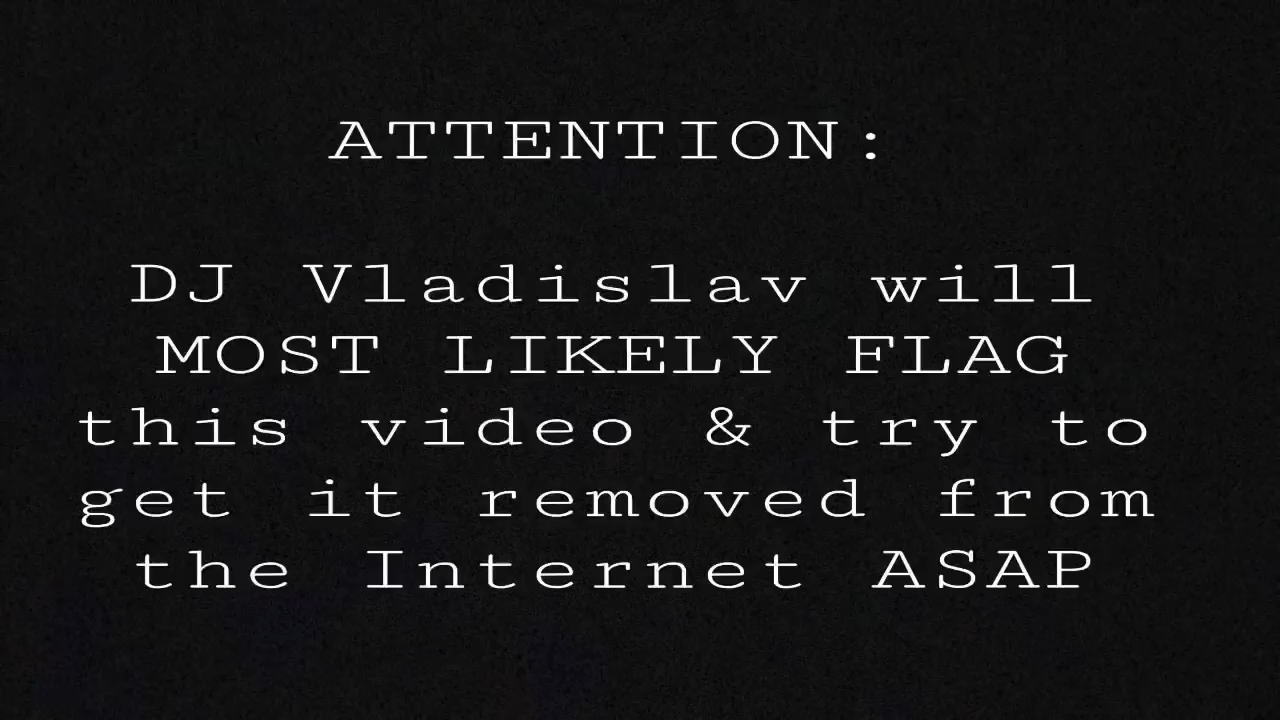 ATTENTION:
DJ Vladislav will
MOST LIKELY FLAG
this video & try to
get it removed from
the Internet ASAP